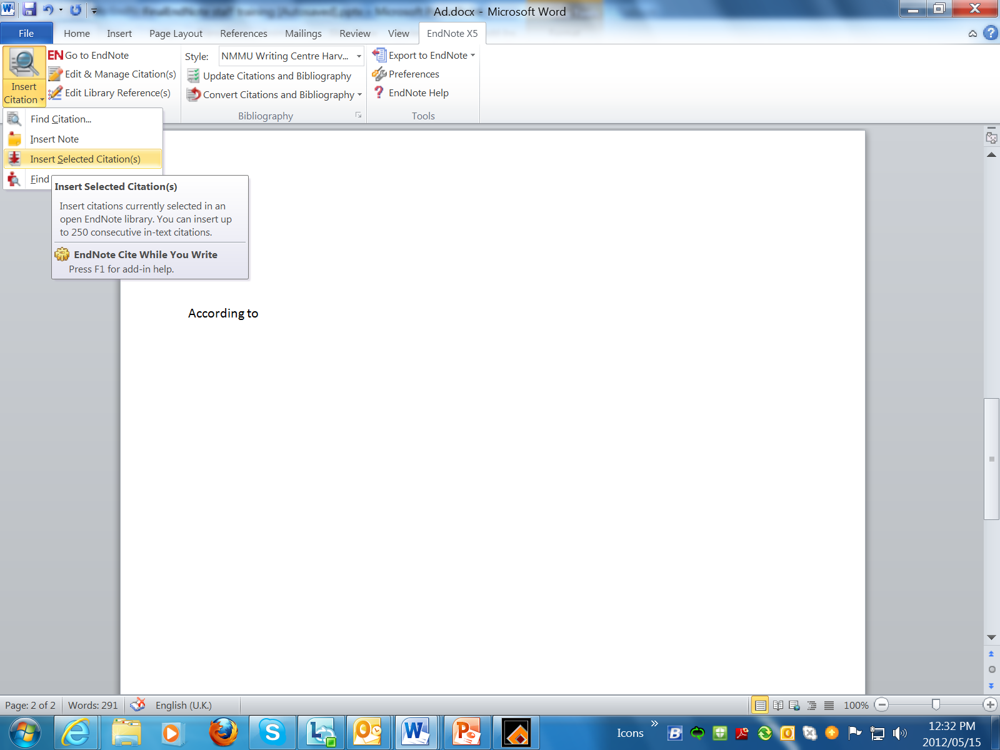 Ad.docx - Microsoft Word
File Home Insert Page Layout References Mailings Review View EndNote X5
Insert Citation
EN Go to EndNote
Edit & Manage Citation(s)
Edit Library Reference(s)
Style: NMMU Writing Centre Harv...
Update Citations and Bibliography
Convert Citations and Bibliography
Bibliography
Export to EndNote
Preferences
EndNote Help
Tools
Find Citation...
Insert Note
Insert Selected Citation(s)
Find
Insert Selected Citation(s)
Insert citations currently selected in an
open EndNote library. You can insert up
to 250 consecutive in-text citations.
EndNote Cite While You Write
Press F1 for add-in help.
According to
Page: 2 of 2 Words: 291 English (U.K.) 100%
Icons 12:32 PM
2012/05/15